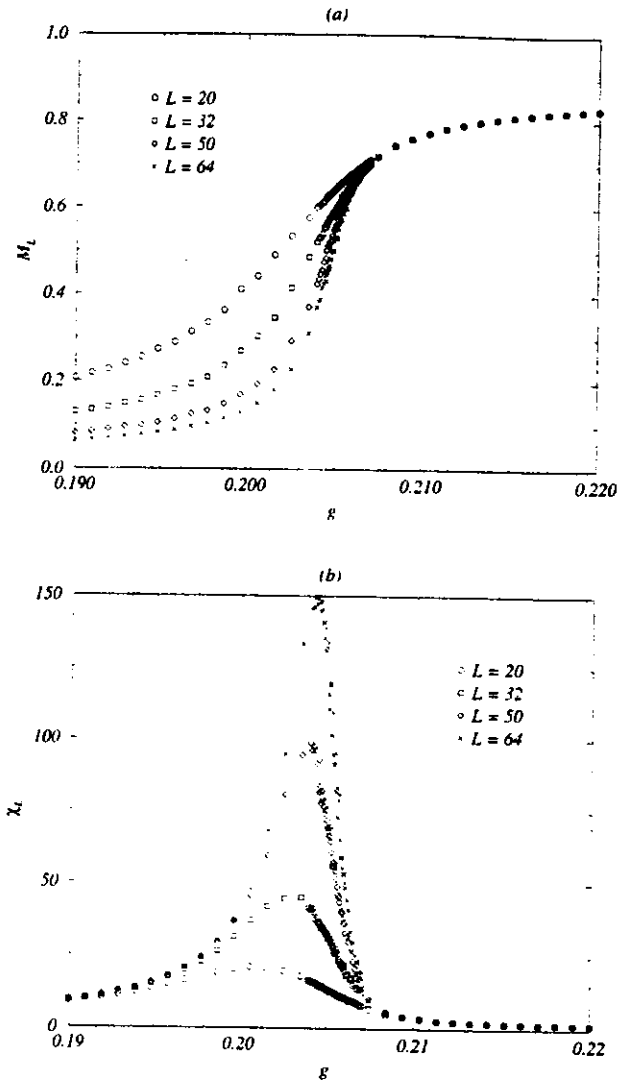 (a)
1.0
0.8
0.6
0.4
0.2
0.0
M_L
○ L = 20
□ L = 32
◇ L = 50
× L = 64
0.190 0.200 0.210 0.220
g
(b)
150
100
50
0
χ_L
○ L = 20
□ L = 32
◇ L = 50
× L = 64
0.19 0.20 0.21 0.22
g